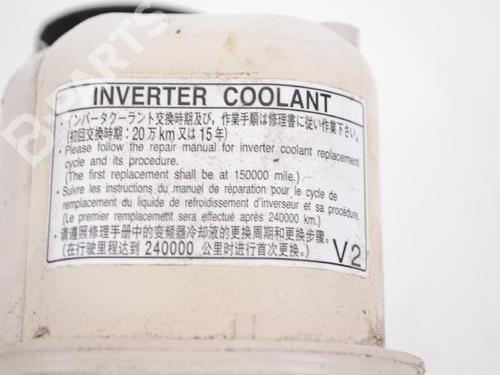 B-PARTS
INVERTER COOLANT
•インバータクーラント交換時期及び,作業手順は修理書に従い作業下さい。
(初回交換時期:20万km又は15年)
• Please follow the repair manual for inverter coolant replacement
cycle and its procedure.
(The first replacement shall be at 150000 mile.)
• Suivre les instructions du manuel de réparation pour le cycle de
remplacement du liquide de refroidissement d'inverseur et sa procédure.
(Le premier remplacement sera effectué après 240000 km.)
• 请遵照修理手册中的变频器冷却液的更换周期和更换步骤。
(在行驶里程达到 240000 公里时进行首次更换。)
V2